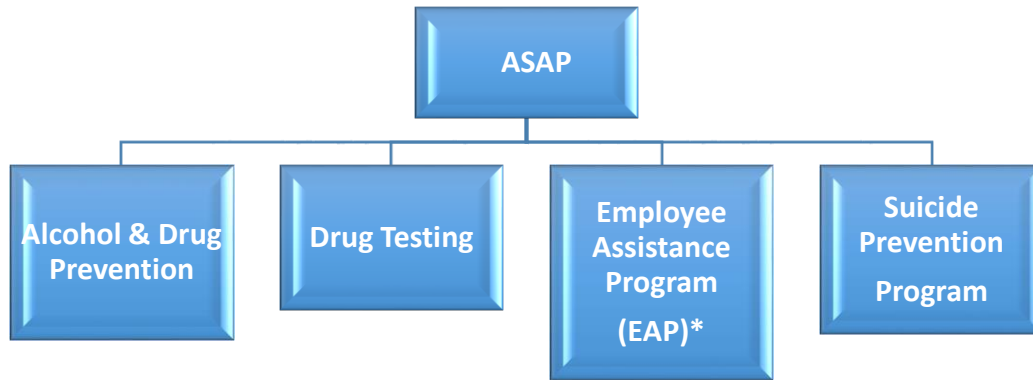 ASAP
Alcohol & Drug
Prevention
Drug Testing
Employee
Assistance
Program
(EAP)*
Suicide
Prevention
Program